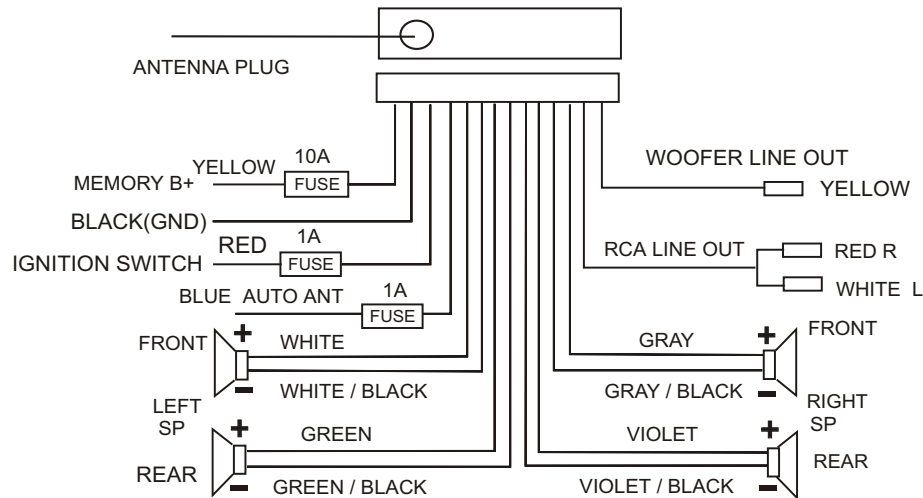 ANTENNA PLUG
MEMORY B+ YELLOW 10A FUSE
BLACK(GND)
IGNITION SWITCH RED 1A FUSE
BLUE AUTO ANT 1A FUSE
FRONT + WHITE
− WHITE / BLACK
LEFT
SP
+ GREEN
REAR
− GREEN / BLACK
WOOFER LINE OUT
YELLOW
RCA LINE OUT
RED R
WHITE L
GRAY + FRONT
GRAY / BLACK −
RIGHT
SP
VIOLET +
REAR
VIOLET / BLACK −